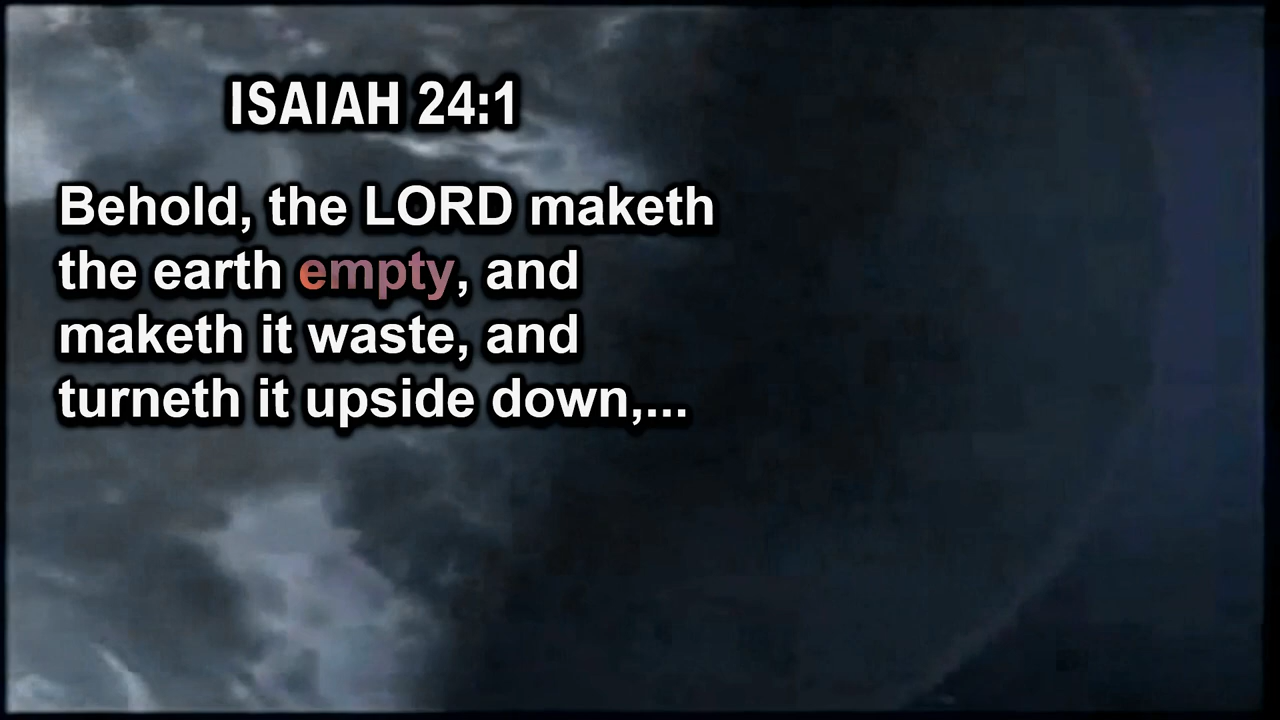 ISAIAH 24:1
Behold, the LORD maketh
the earth empty, and
maketh it waste, and
turneth it upside down,...